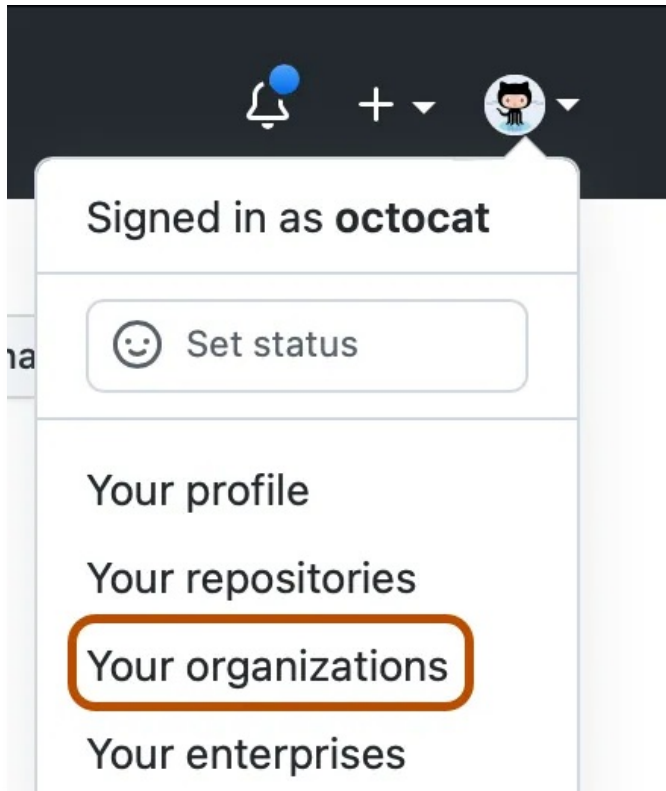 Signed in as octocat
Set status
Your profile
Your repositories
Your organizations
Your enterprises